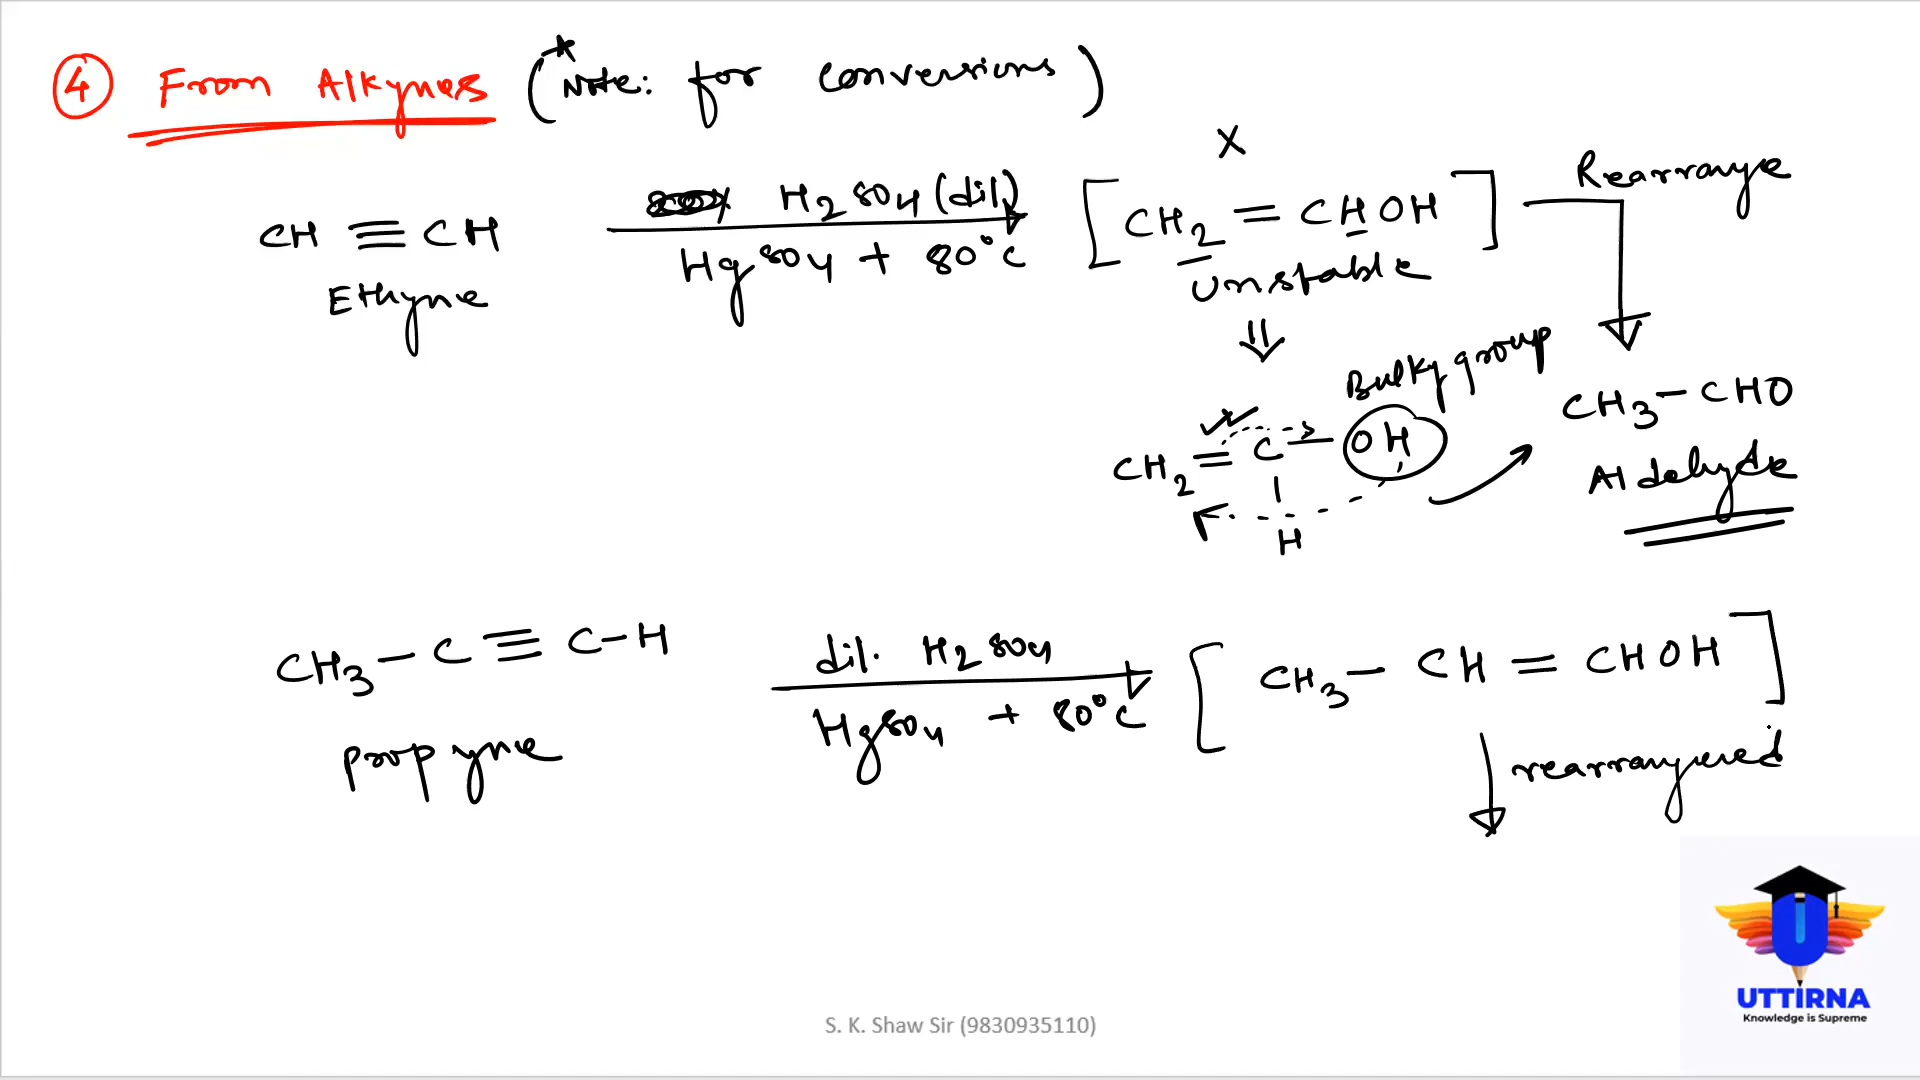 ④ From Alkynes (*Note: for conversions)
X
CH ≡ CH
H2SO4 (dil)
HgSO4 + 80°C
[CH2 = CHOH]
Rearrange
Ethyne
Unstable
⇓
Bulky group
CH2 = C — OH
H
CH3 — CHO
Aldehyde
CH3 — C ≡ C — H
dil. H2SO4
HgSO4 + 80°C
[CH3 — CH = CHOH]
Propyne
UTTIRNA
Knowledge is Supreme
S. K. Shaw Sir (9830935110)